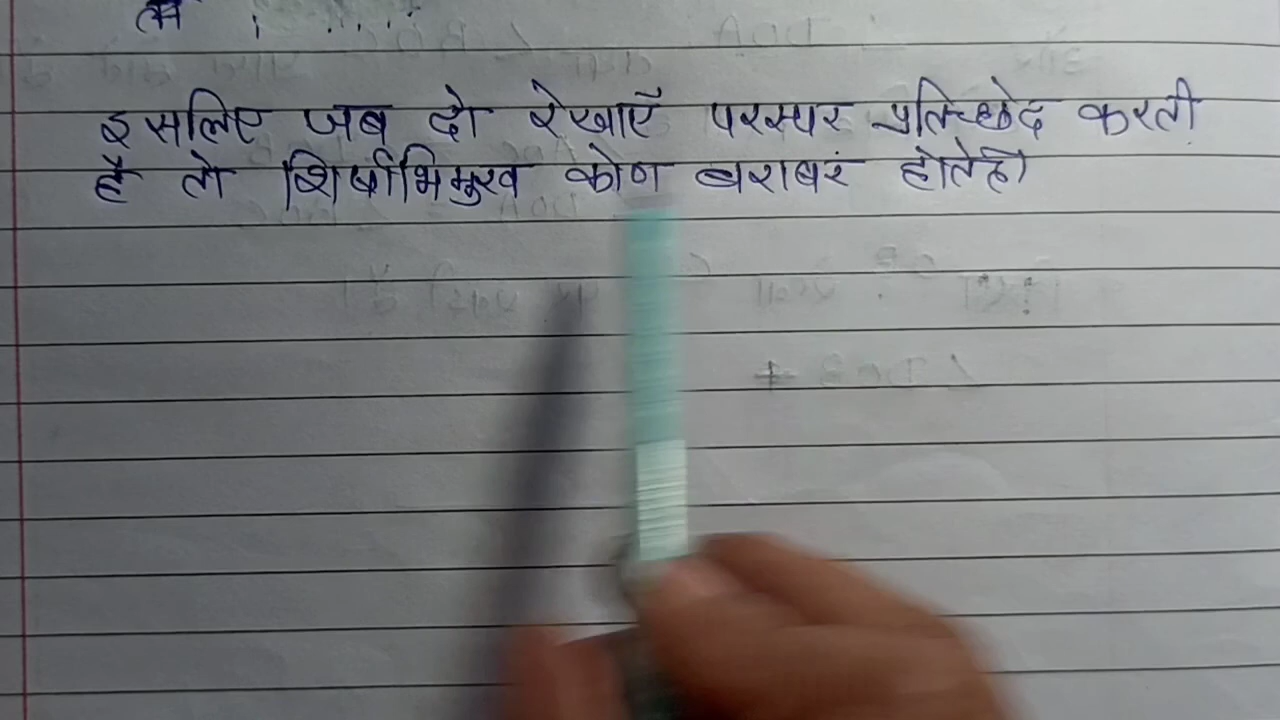 इसलिए जब दो रेखाएँ परस्पर प्रतिच्छेद करती
है तो शिर्षाभिमुख कोण बराबर होतेहै